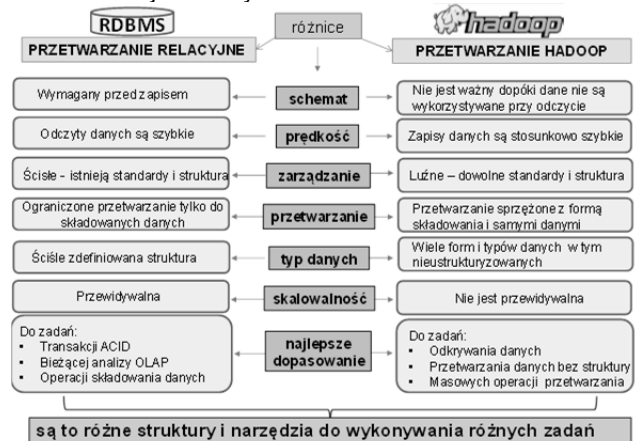 RDBMS
różnice
hadoop
PRZETWARZANIE RELACYJNE
PRZETWARZANIE HADOOP
Wymagany przed zapisem
schemat
Nie jest ważny dopóki dane nie są
wykorzystywane przy odczycie
Odczyty danych są szybkie
prędkość
Zapisy danych są stosunkowo szybkie
Ścisłe - istnieją standardy i struktura
zarządzanie
Luźne – dowolne standardy i struktura
Ograniczone przetwarzanie tylko do
składowanych danych
przetwarzanie
Przetwarzanie sprzężone z formą
składowania i samymi danymi
Ściśle zdefiniowana struktura
typ danych
Wiele form i typów danych w tym
nieustrukturyzowanych
Przewidywalna
skalowalność
Nie jest przewidywalna
Do zadań:
▪ Transakcji ACID
▪ Bieżącej analizy OLAP
▪ Operacji składowania danych
najlepsze
dopasowanie
Do zadań:
▪ Odkrywania danych
▪ Przetwarzania danych bez struktury
▪ Masowych operacji przetwarzania
są to różne struktury i narzędzia do wykonywania różnych zadań